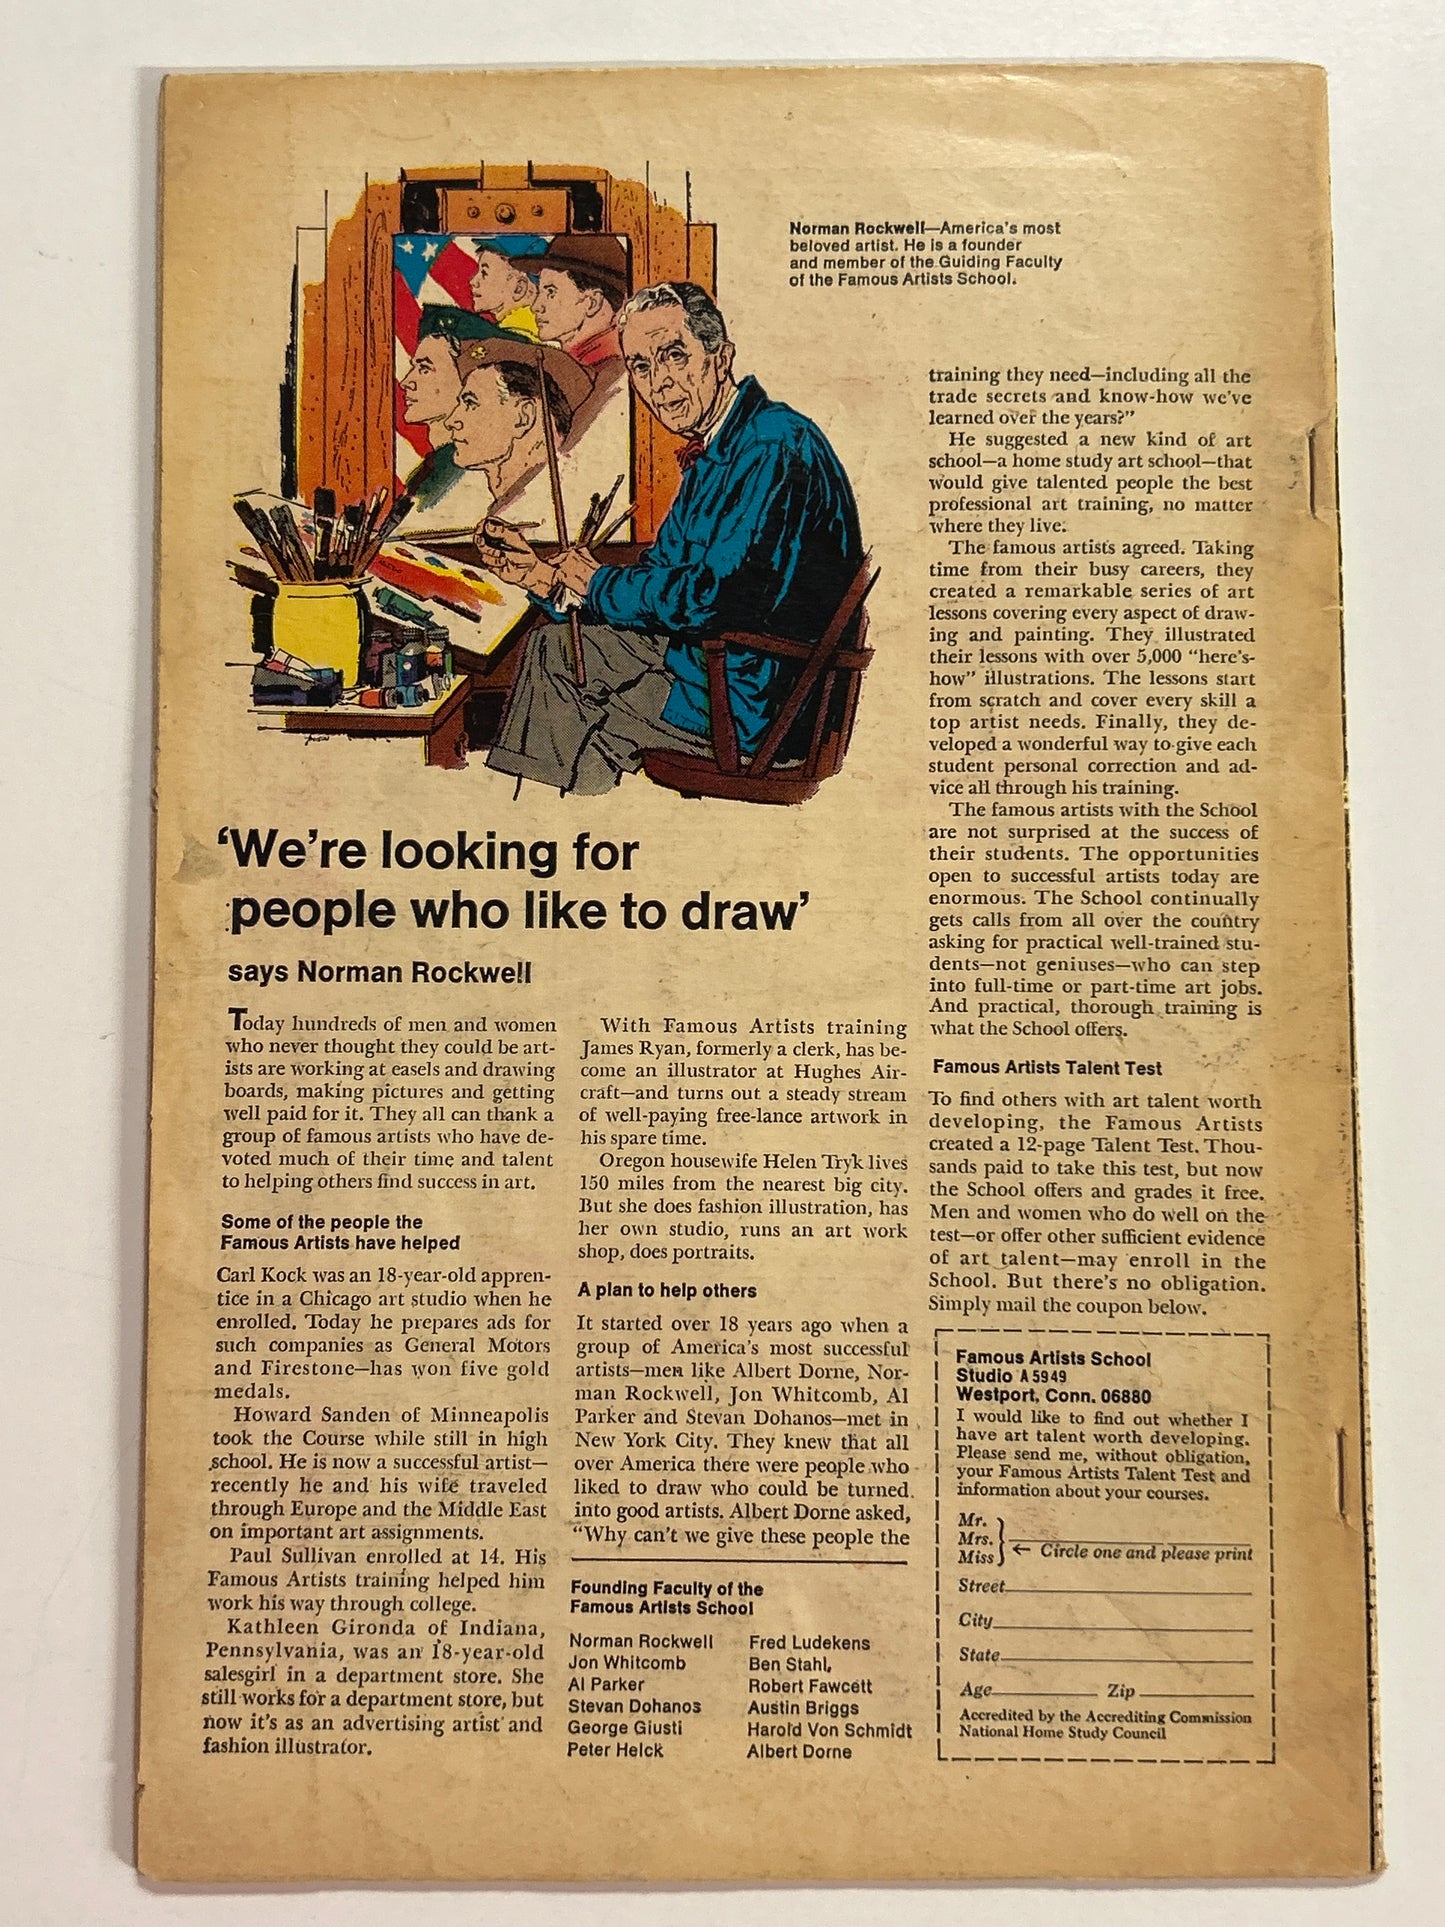 Norman Rockwell—America's most
beloved artist. He is a founder
and member of the Guiding Faculty
of the Famous Artists School.
'We're looking for
people who like to draw'
says Norman Rockwell
Today hundreds of men and women
who never thought they could be art-
ists are working at easels and drawing
boards, making pictures and getting
well paid for it. They all can thank a
group of famous artists who have de-
voted much of their time and talent
to helping others find success in art.
Some of the people the
Famous Artists have helped
Carl Kock was an 18-year-old appren-
tice in a Chicago art studio when he
enrolled. Today he prepares ads for
such companies as General Motors
and Firestone—has won five gold
medals.
Howard Sanden of Minneapolis
took the Course while still in high
school. He is now a successful artist—
recently he and his wife traveled
through Europe and the Middle East
on important art assignments.
Paul Sullivan enrolled at 14. His
Famous Artists training helped him
work his way through college.
Kathleen Gironda of Indiana,
Pennsylvania, was an 18-year-old
salesgirl in a department store. She
still works for a department store, but
now it's as an advertising artist and
fashion illustrator.
With Famous Artists training
James Ryan, formerly a clerk, has be-
come an illustrator at Hughes Air-
craft—and turns out a steady stream
of well-paying free-lance artwork in
his spare time.
Oregon housewife Helen Tryk lives
150 miles from the nearest big city.
But she does fashion illustration, has
her own studio, runs an art work
shop, does portraits.
A plan to help others
It started over 18 years ago when a
group of America's most successful
artists—men like Albert Dorne, Nor-
man Rockwell, Jon Whitcomb, Al
Parker and Stevan Dohanos—met in
New York City. They knew that all
over America there were people who
liked to draw who could be turned
into good artists. Albert Dorne asked,
"Why can't we give these people the
training they need—including all the
trade secrets and know-how we've
learned over the years?"
He suggested a new kind of art
school—a home study art school—that
would give talented people the best
professional art training, no matter
where they live.
The famous artists agreed. Taking
time from their busy careers, they
created a remarkable series of art
lessons covering every aspect of draw-
ing and painting. They illustrated
their lessons with over 5,000 "here's-
how" illustrations. The lessons start
from scratch and cover every skill a
top artist needs. Finally, they de-
veloped a wonderful way to give each
student personal correction and ad-
vice all through his training.
The famous artists with the School
are not surprised at the success of
their students. The opportunities
open to successful artists today are
enormous. The School continually
gets calls from all over the country
asking for practical well-trained stu-
dents—not geniuses—who can step
into full-time or part-time art jobs.
And practical, thorough training is
what the School offers.
Famous Artists Talent Test
To find others with art talent worth
developing, the Famous Artists
created a 12-page Talent Test. Thou-
sands paid to take this test, but now
the School offers and grades it free.
Men and women who do well on the
test—or offer other sufficient evidence
of art talent—may enroll in the
School. But there's no obligation.
Simply mail the coupon below.
Founding Faculty of the
Famous Artists School
Norman Rockwell
Jon Whitcomb
Al Parker
Stevan Dohanos
George Giusti
Peter Helck
Fred Ludekens
Ben Stahl
Robert Fawcett
Austin Briggs
Harold Von Schmidt
Albert Dorne
Famous Artists School
Studio A5949
Westport, Conn. 06880
I would like to find out whether I
have art talent worth developing.
Please send me, without obligation,
your Famous Artists Talent Test and
information about your courses.
Mr.
Mrs.
Miss ← Circle one and please print
Street
City
State
Age Zip
Accredited by the Accrediting Commission
National Home Study Council